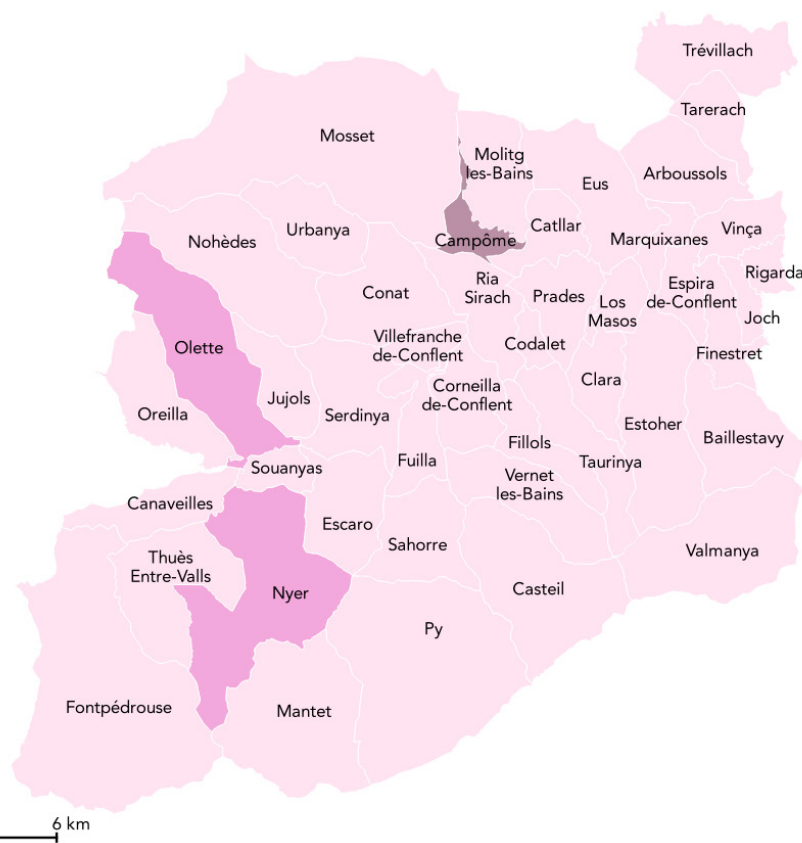 Trévillach
Tarerach
Mosset
Molitg
les-Bains
Arboussols
Eus
Urbanya
Nohèdes
Campôme
Catllar
Marquixanes
Vinça
Rigarda
Ria
Sirach
Conat
Prades
Los
Masos
Espira
de-Conflent
Joch
Olette
Villefranche
de-Conflent
Codalet
Finestret
Clara
Jujols
Corneilla
de-Conflent
Oreilla
Serdinya
Estoher
Baillestavy
Fillols
Fuilla
Taurinya
Souanyas
Vernet
les-Bains
Canaveilles
Escaro
Sahorre
Valmanya
Thuès
Entre-Valls
Nyer
Casteil
Py
Fontpédrouse
Mantet
6 km